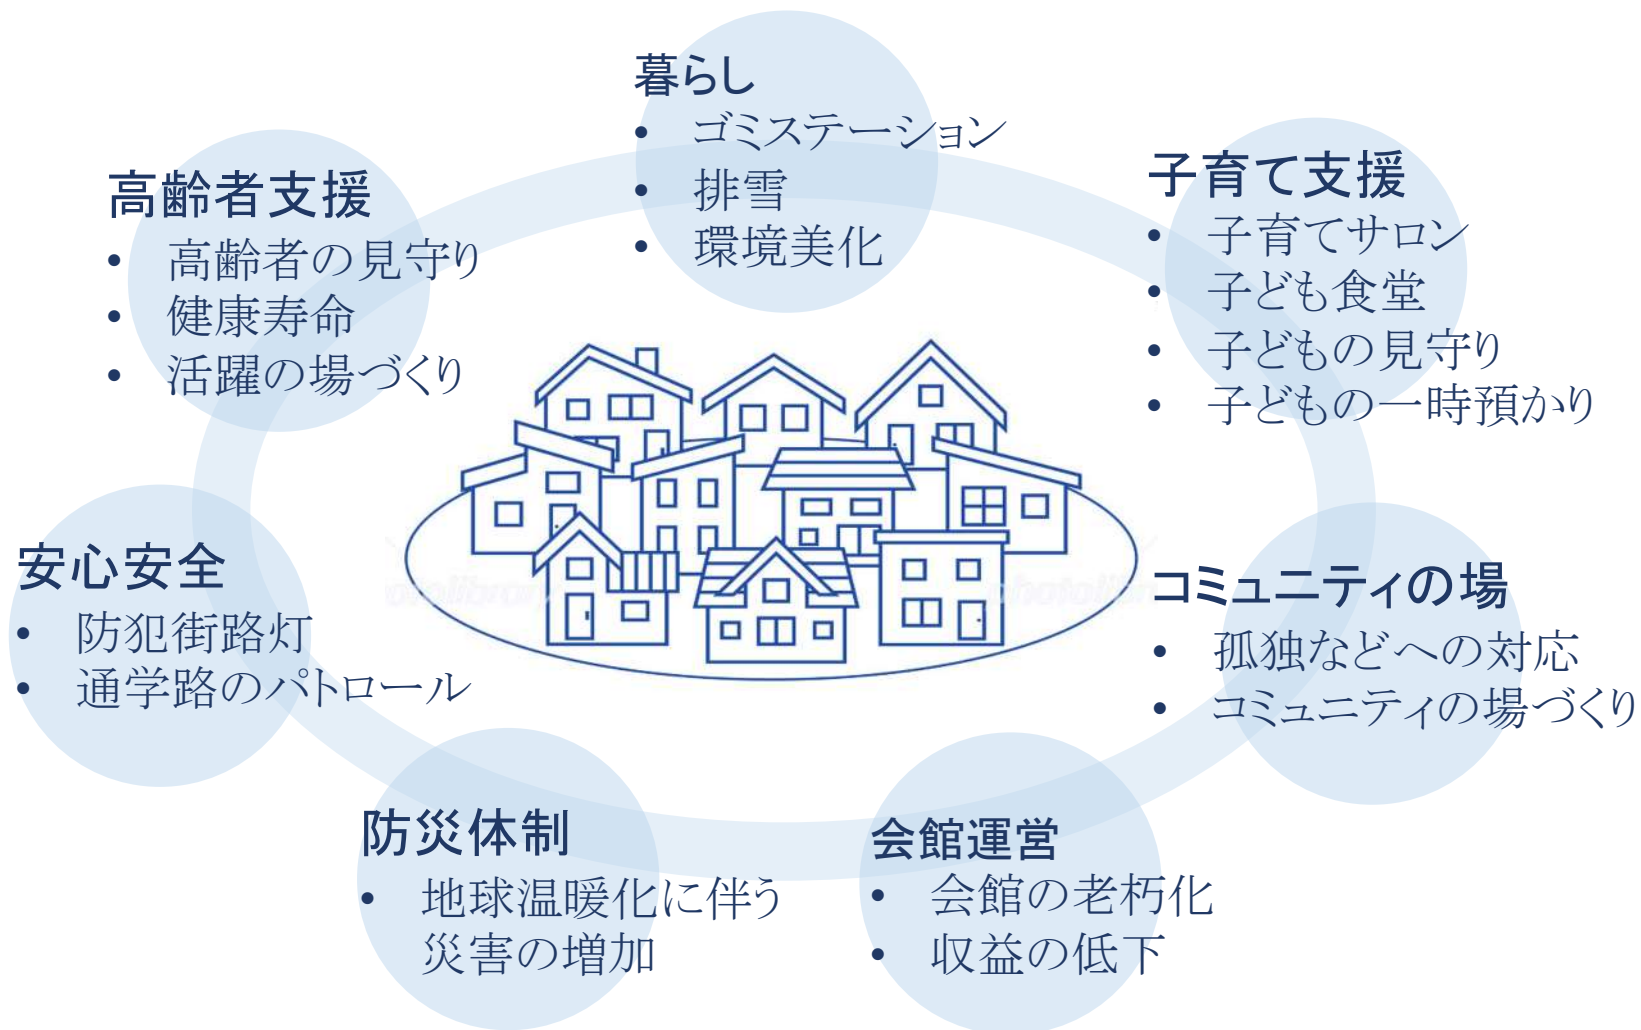 暮らし
• ゴミステーション
• 排雪
• 環境美化
子育て支援
• 子育てサロン
• 子ども食堂
• 子どもの見守り
• 子どもの一時預かり
コミュニティの場
• 孤独などへの対応
• コミュニティの場づくり
会館運営
• 会館の老朽化
• 収益の低下
防災体制
• 地球温暖化に伴う
災害の増加
安心安全
• 防犯街路灯
• 通学路のパトロール
高齢者支援
• 高齢者の見守り
• 健康寿命
• 活躍の場づくり